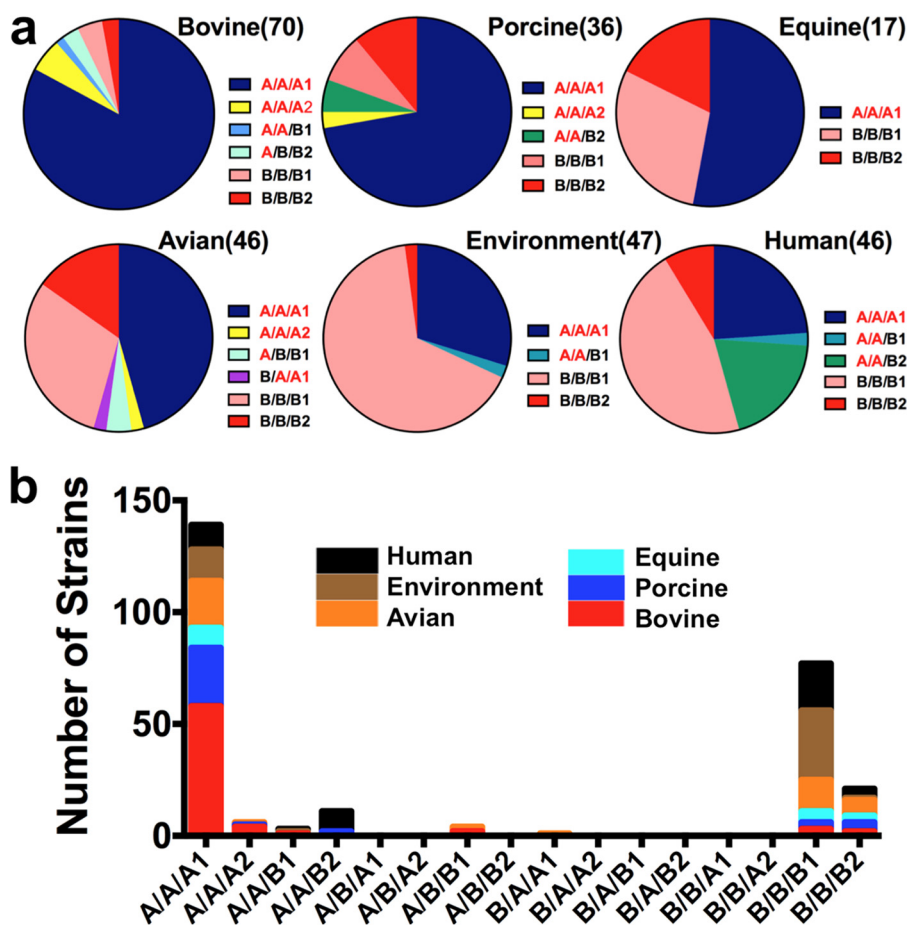 a
Bovine(70)
A/A/A1
A/A/A2
A/A/B1
A/B/B2
B/B/B1
B/B/B2
Porcine(36)
A/A/A1
A/A/A2
A/A/B2
B/B/B1
B/B/B2
Equine(17)
A/A/A1
B/B/B1
B/B/B2
Avian(46)
A/A/A1
A/A/A2
A/B/B1
B/A/A1
B/B/B1
B/B/B2
Environment(47)
A/A/A1
A/A/B1
B/B/B1
B/B/B2
Human(46)
A/A/A1
A/A/B1
A/A/B2
B/B/B1
B/B/B2
b
Number of Strains
150
100
50
0
Human
Environment
Avian
Equine
Porcine
Bovine
A/A/A1
A/A/A2
A/A/B1
A/A/B2
A/B/A1
A/B/A2
A/B/B1
A/B/B2
B/A/A1
B/A/A2
B/A/B1
B/A/B2
B/B/A1
B/B/A2
B/B/B1
B/B/B2